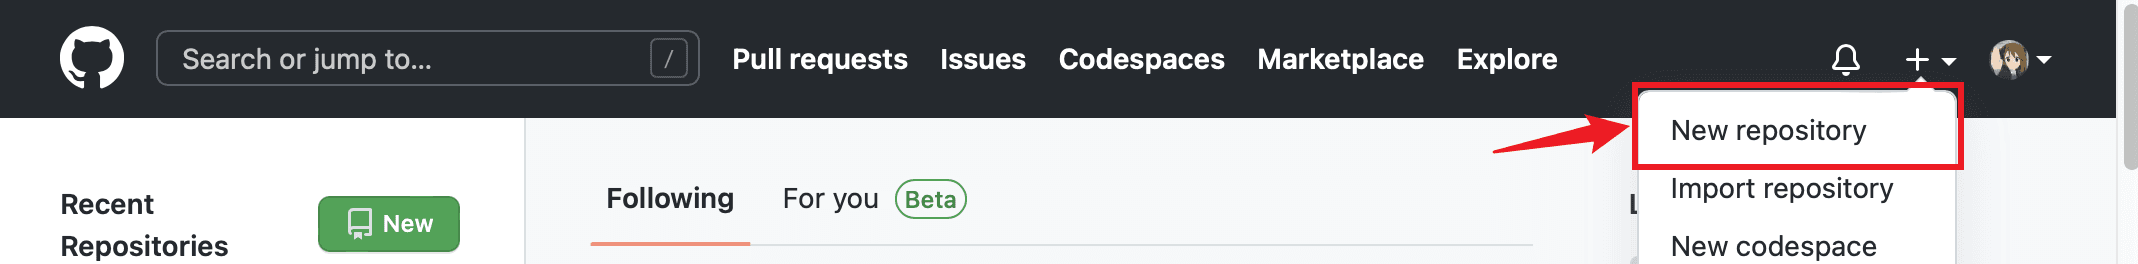 Search or jump to... /
Pull requests
Issues
Codespaces
Marketplace
Explore
New repository
Import repository
New codespace
Recent
Repositories
New
Following
For you
Beta